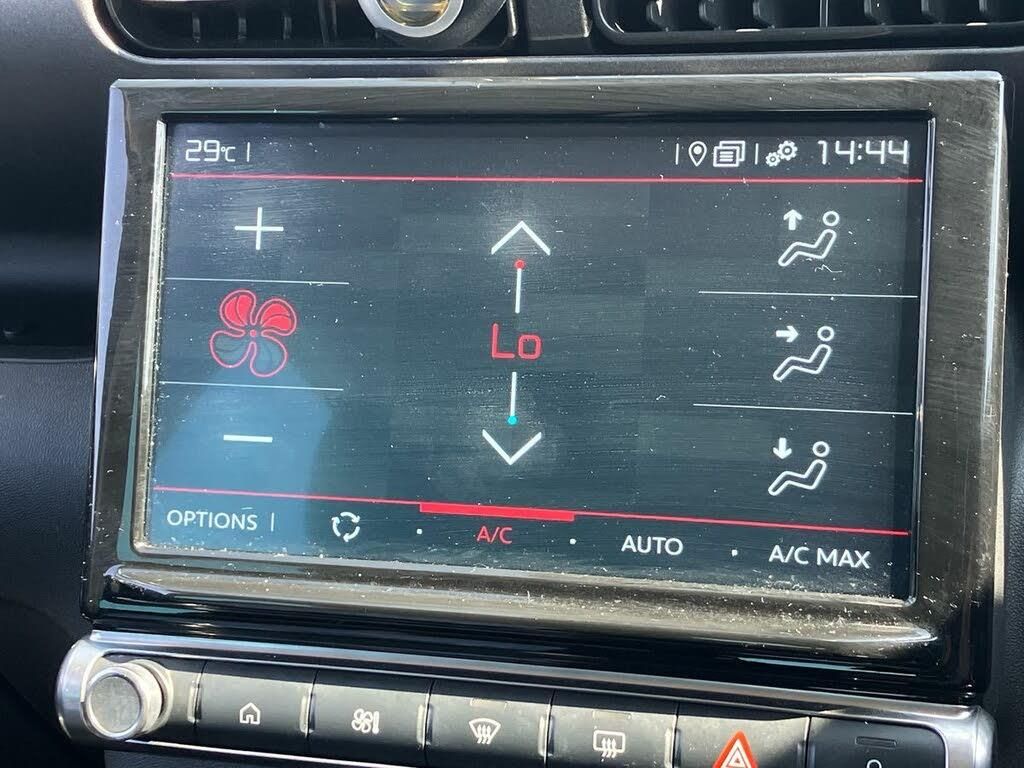 29°C
14:44
Lo
OPTIONS
A/C
AUTO
A/C MAX